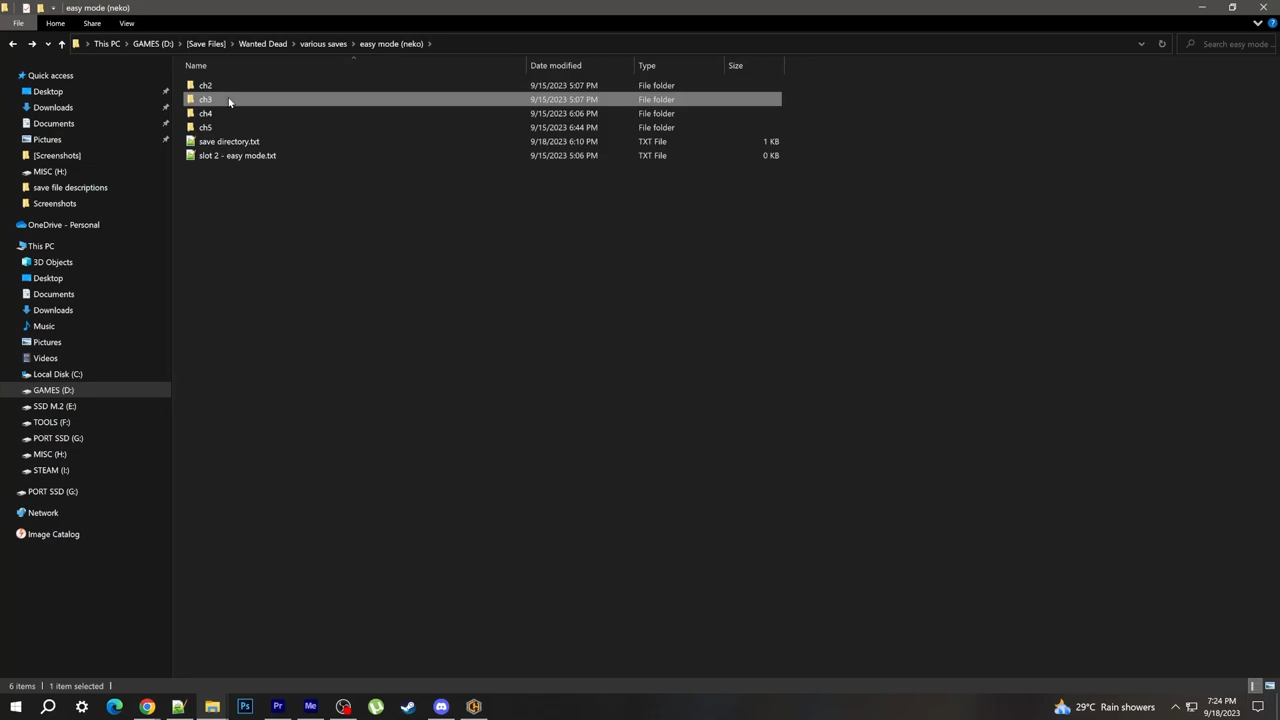 easy mode (neko)
File Home Share View
This PC > GAMES (D:) > [Save Files] > Wanted Dead > various saves > easy mode (neko) >
Search easy mode ...
Name Date modified Type Size
Quick access
Desktop
Downloads
Documents
Pictures
[Screenshots]
MISC (H:)
save file descriptions
Screenshots
OneDrive - Personal
This PC
3D Objects
Desktop
Documents
Downloads
Music
Pictures
Videos
Local Disk (C:)
GAMES (D:)
SSD M.2 (E:)
TOOLS (F:)
PORT SSD (G:)
MISC (H:)
STEAM (I:)
PORT SSD (G:)
Network
Image Catalog
ch2 9/15/2023 5:07 PM File folder
ch3 9/15/2023 5:07 PM File folder
ch4 9/15/2023 6:06 PM File folder
ch5 9/15/2023 6:44 PM File folder
save directory.txt 9/18/2023 6:10 PM TXT File 1 KB
slot 2 - easy mode.txt 9/15/2023 5:06 PM TXT File 0 KB
6 items 1 item selected
Ps Pr Me
29°C Rain showers
7:24 PM
9/18/2023